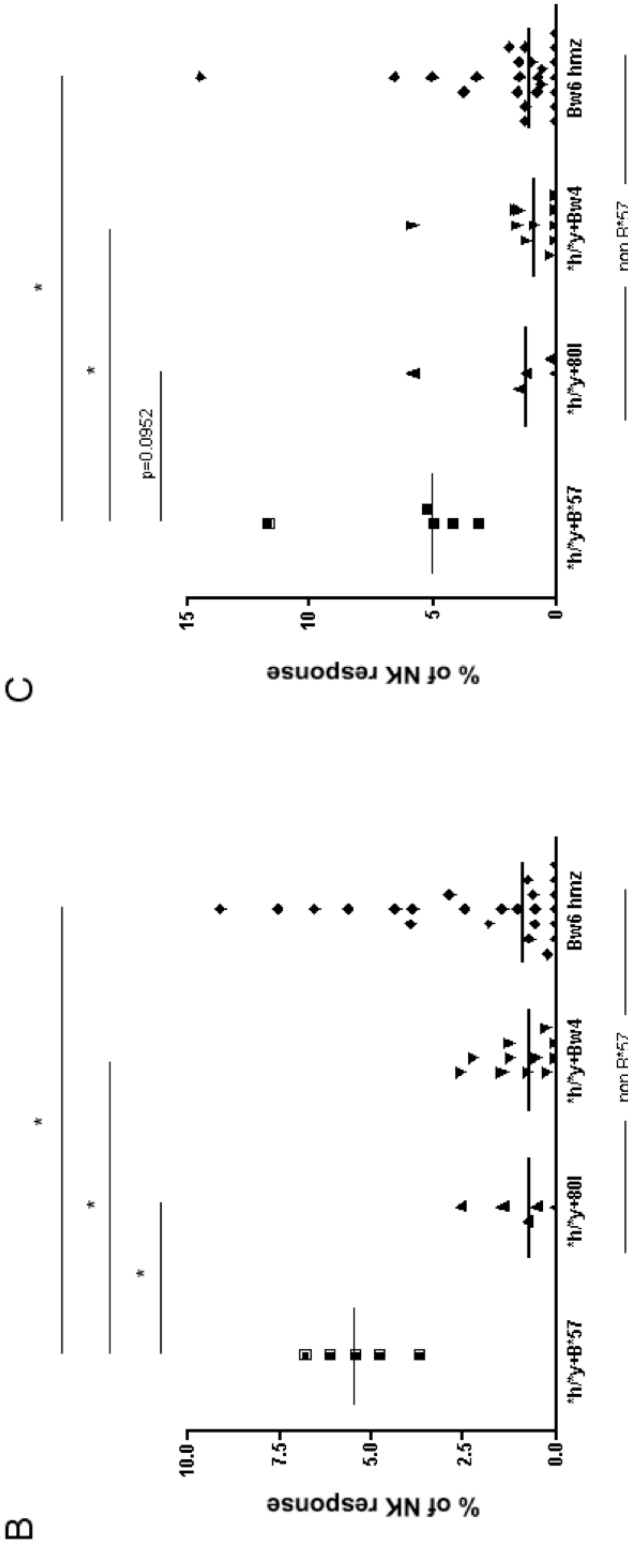 B
*
*
*
% of NK response
10.0
7.5
5.0
2.5
0.0
*h/*y+B*57
*h/*y+80I
*h/*y+Bw4
Bw6 hmz
non B*57
C
*
*
p=0.0952
% of NK response
15
10
5
0
*h/*y+B*57
*h/*y+80I
*h/*y+Bw4
Bw6 hmz
non B*57